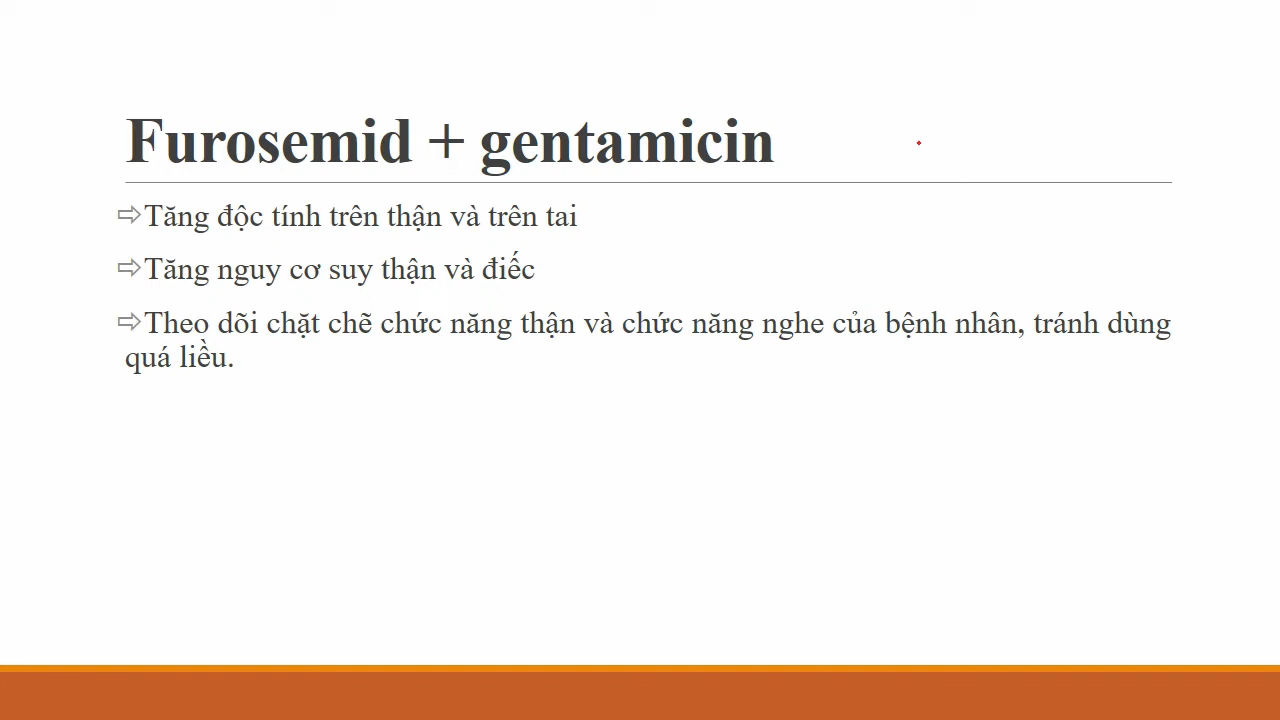 Furosemid + gentamicin
⇨Tăng độc tính trên thận và trên tai
⇨Tăng nguy cơ suy thận và điếc
⇨Theo dõi chặt chẽ chức năng thận và chức năng nghe của bệnh nhân, tránh dùng
quá liều.